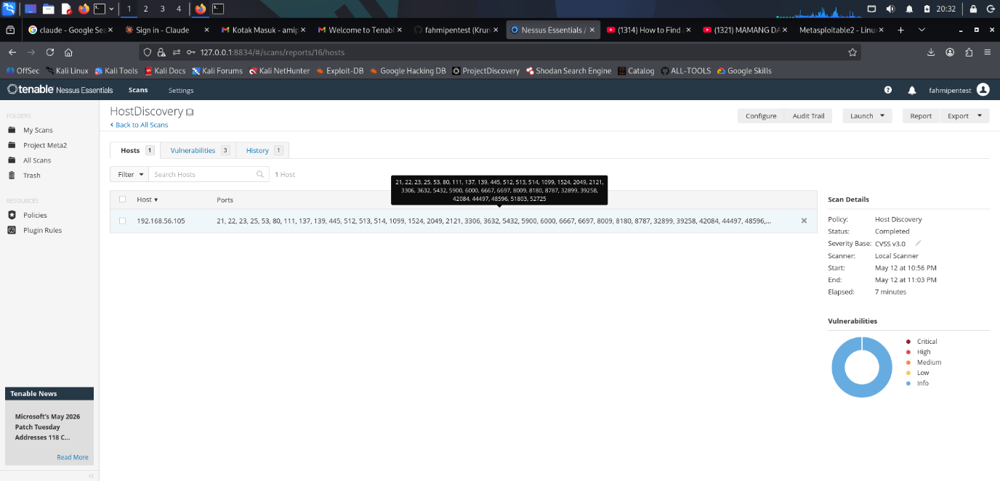 1 2 3 4 20:32
claude - Google Sea Sign in - Claude Kotak Masuk - amip Welcome to Tenabl fahmipentest (Krun Nessus Essentials / (1314) How to Find (1321) MAMANG DA Metasploitable2 - Linu
127.0.0.1:8834/#/scans/reports/16/hosts
OffSec Kali Linux Kali Tools Kali Docs Kali Forums Kali NetHunter Exploit-DB Google Hacking DB ProjectDiscovery Shodan Search Engine Catalog ALL-TOOLS Google Skills
tenable Nessus Essentials Scans Settings fahmipentest
FOLDERS
My Scans
Project Meta2
All Scans
Trash
RESOURCES
Policies
Plugin Rules
Tenable News
Microsoft's May 2026
Patch Tuesday
Addresses 118 C...
Read More
HostDiscovery
Back to All Scans
Configure Audit Trail Launch Report Export
Hosts 1 Vulnerabilities 3 History 1
Filter Search Hosts 1 Host
21, 22, 23, 25, 53, 80, 111, 137, 139, 445, 512, 513, 514, 1099, 1524, 2049, 2121,
3306, 3632, 5432, 5900, 6000, 6667, 6697, 8009, 8180, 8787, 32899, 39258,
42084, 44497, 48596, 51803, 52725
Host Ports
192.168.56.105 21, 22, 23, 25, 53, 80, 111, 137, 139, 445, 512, 513, 514, 1099, 1524, 2049, 2121, 3306, 3632, 5432, 5900, 6000, 6667, 6697, 8009, 8180, 8787, 32899, 39258, 42084, 44497, 48596,...
Scan Details
Policy: Host Discovery
Status: Completed
Severity Base: CVSS v3.0
Scanner: Local Scanner
Start: May 12 at 10:56 PM
End: May 12 at 11:03 PM
Elapsed: 7 minutes
Vulnerabilities
Critical
High
Medium
Low
Info